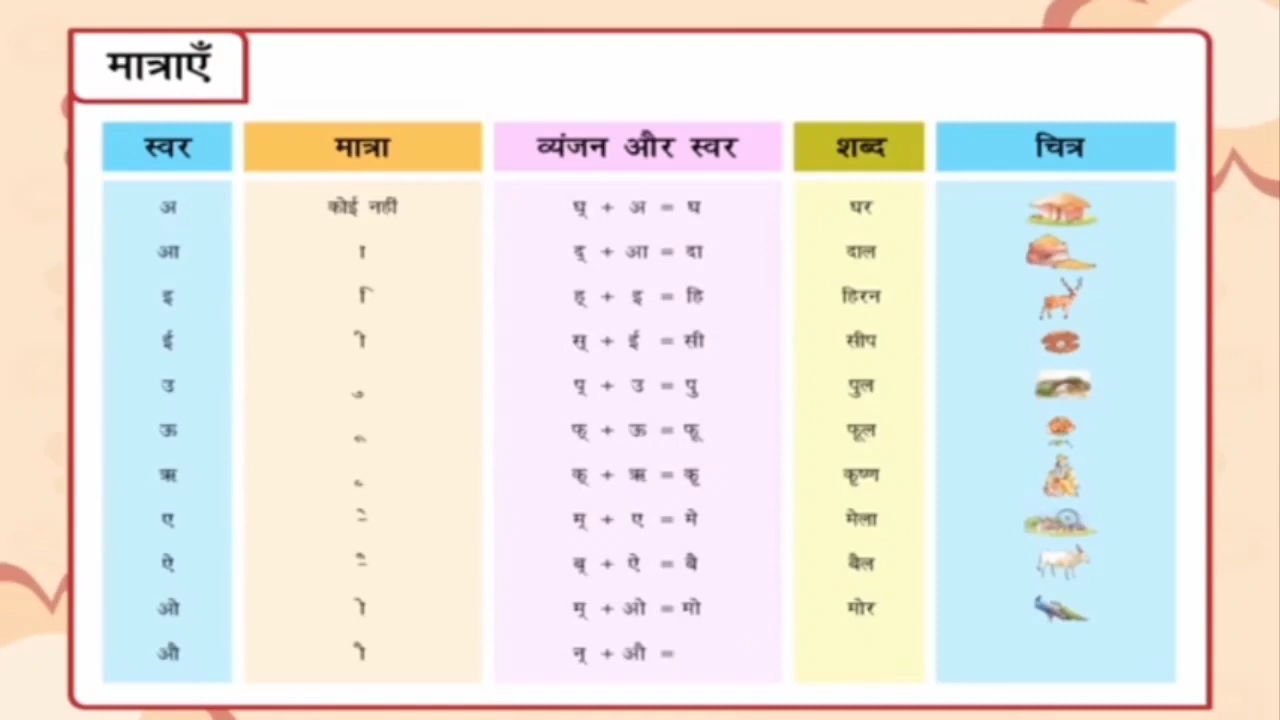 मात्राएँ
स्वर मात्रा व्यंजन और स्वर शब्द चित्र
अ कोई नहीं घ् + अ = घ घर
आ ा द् + आ = दा दाल
इ ि ह् + इ = हि हिरन
ई ी स् + ई = सी सीप
उ ु प् + उ = पु पुल
ऊ ू फ् + ऊ = फू फूल
ऋ ृ क् + ऋ = कृ कृष्ण
ए े म् + ए = मे मेला
ऐ ै ब् + ऐ = बै बैल
ओ ो म् + ओ = मो मोर
औ ौ न् + औ =